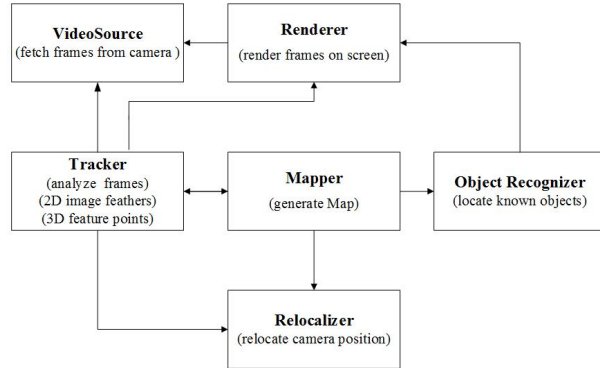 VideoSource
(fetch frames from camera )
Renderer
(render frames on screen)
Tracker
(analyze frames)
(2D image feathers)
(3D feature points)
Mapper
(generate Map)
Object Recognizer
(locate known objects)
Relocalizer
(relocate camera position)